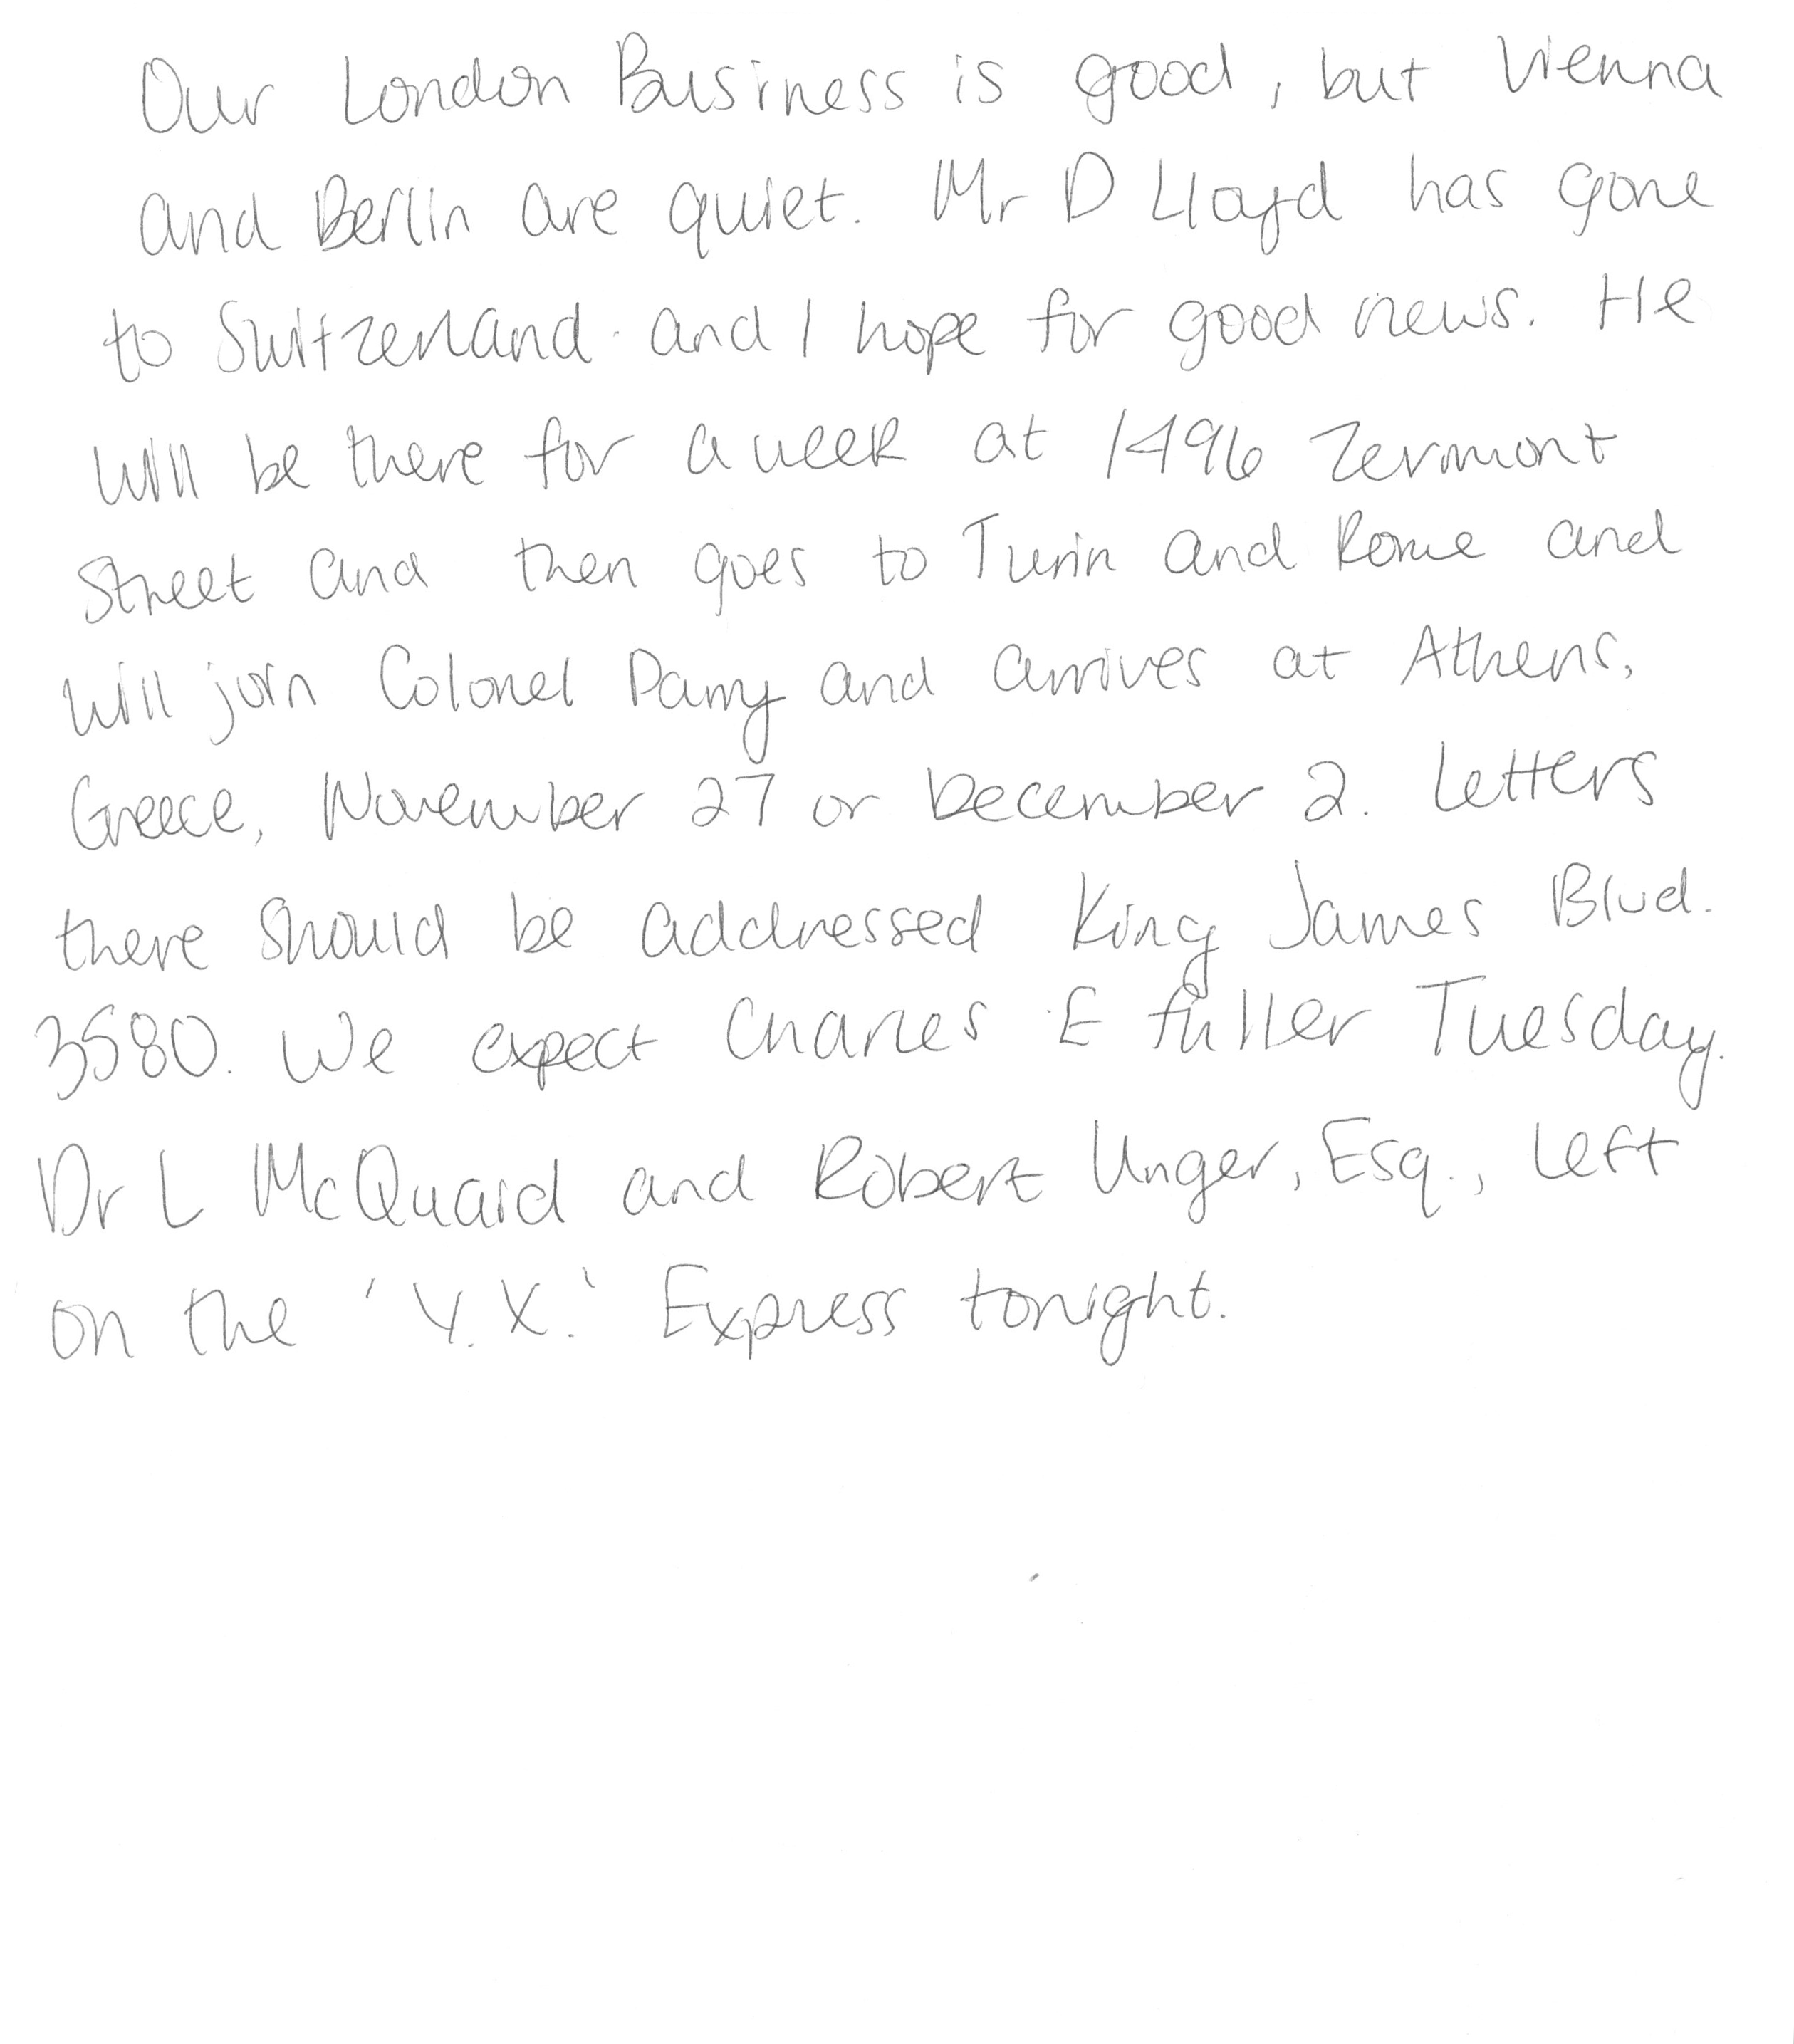 Our London Business is good, but Vienna
and Berlin are quiet. Mr D Lloyd has gone
to Switzerland and I hope for good news. He
will be there for a week at 1496 Zermont
Street and then goes to Turin and Rome and
will join Colonel Parry and arrives at Athens,
Greece, November 27 or December 2. Letters
there should be addressed King James Blvd.
3580. We expect Charles E Fuller Tuesday.
Dr L McQuaid and Robert Unger, Esq., left
on the 'Y.X.' Express tonight.